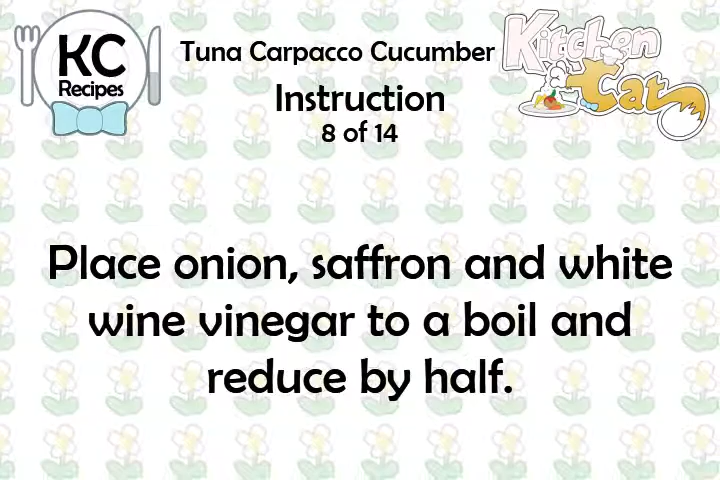 KC
Recipes
Tuna Carpacco Cucumber
Kitchen
Cat
Instruction
8 of 14
Place onion, saffron and white
wine vinegar to a boil and
reduce by half.